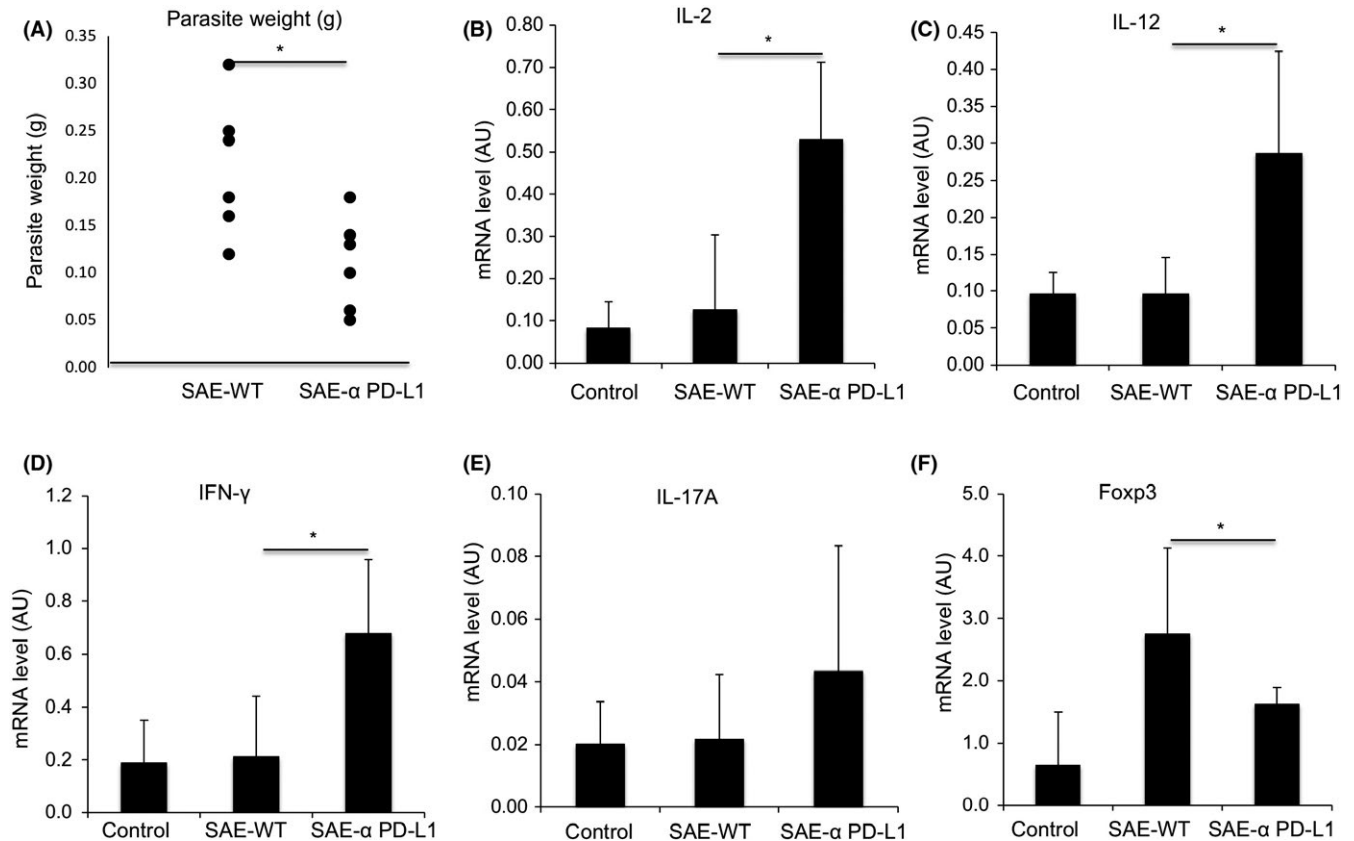 (A)
Parasite weight (g)
*
Parasite weight (g)
0.35
0.30
0.25
0.20
0.15
0.10
0.05
0.00
SAE-WT SAE-α PD-L1
(B)
IL-2
*
mRNA level (AU)
0.80
0.70
0.60
0.50
0.40
0.30
0.20
0.10
0.00
Control SAE-WT SAE-α PD-L1
(C)
IL-12
*
mRNA level (AU)
0.45
0.40
0.35
0.30
0.25
0.20
0.15
0.10
0.05
0.00
Control SAE-WT SAE-α PD-L1
(D)
IFN-γ
*
mRNA level (AU)
1.2
1.0
0.8
0.6
0.4
0.2
0.0
Control SAE-WT SAE-α PD-L1
(E)
IL-17A
mRNA level (AU)
0.10
0.08
0.06
0.04
0.02
0.00
Control SAE-WT SAE-α PD-L1
(F)
Foxp3
*
mRNA level (AU)
5.0
4.0
3.0
2.0
1.0
0.0
Control SAE-WT SAE-α PD-L1